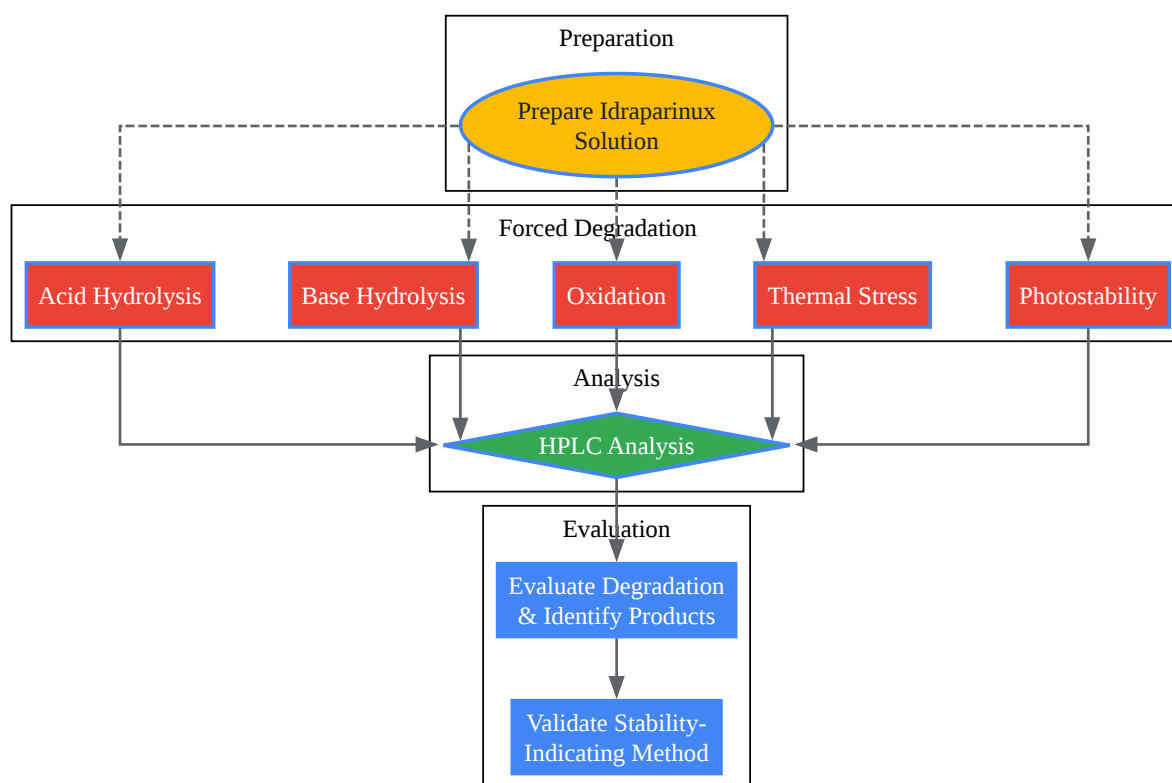 Preparation
Prepare Idraparinux
Solution
Forced Degradation
Acid Hydrolysis
Base Hydrolysis
Oxidation
Thermal Stress
Photostability
Analysis
HPLC Analysis
Evaluation
Evaluate Degradation
& Identify Products
Validate Stability-
Indicating Method